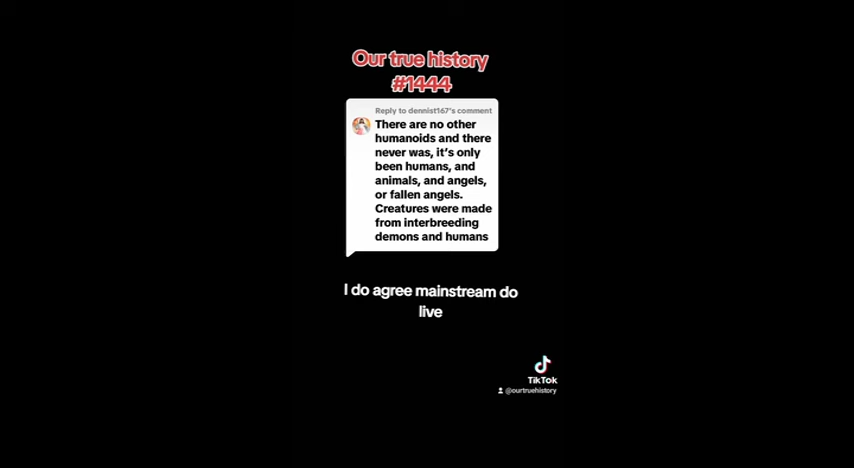 Our true history
#1444
Reply to dennist167's comment
There are no other
humanoids and there
never was, it's only
been humans, and
animals, and angels,
or fallen angels.
Creatures were made
from interbreeding
demons and humans
I do agree mainstream do
live
TikTok
@ourtruehistory